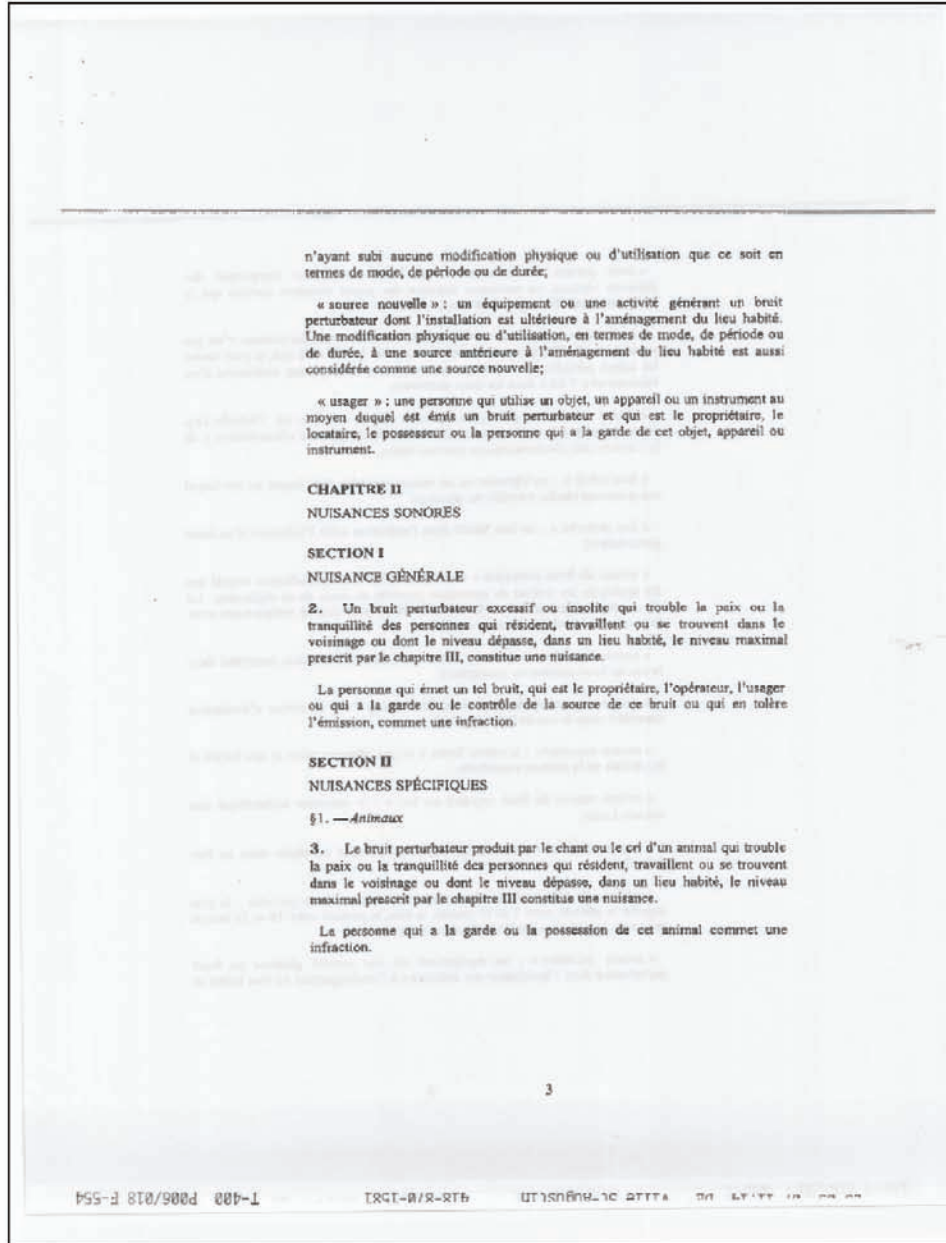 n'ayant subi aucune modification physique ou d'utilisation que ce soit en
termes de mode, de période ou de durée;
« source nouvelle » : un équipement ou une activité générant un bruit
perturbateur dont l'installation est ultérieure à l'aménagement du lieu habité.
Une modification physique ou d'utilisation, en termes de mode, de période ou
de durée, à une source antérieure à l'aménagement du lieu habité est aussi
considérée comme une source nouvelle;
« usager » : une personne qui utilise un objet, un appareil ou un instrument au
moyen duquel est émis un bruit perturbateur et qui est le propriétaire, le
locataire, le possesseur ou la personne qui a la garde de cet objet, appareil ou
instrument.
CHAPITRE II
NUISANCES SONORES
SECTION I
NUISANCE GÉNÉRALE
2. Un bruit perturbateur excessif ou insolite qui trouble la paix ou la
tranquillité des personnes qui résident, travaillent ou se trouvent dans le
voisinage ou dont le niveau dépasse, dans un lieu habité, le niveau maximal
prescrit par le chapitre III, constitue une nuisance.
La personne qui émet un tel bruit, qui est le propriétaire, l'opérateur, l'usager
ou qui a la garde ou le contrôle de la source de ce bruit ou qui en tolère
l'émission, commet une infraction.
SECTION II
NUISANCES SPÉCIFIQUES
§1. —Animaux
3. Le bruit perturbateur produit par le chant ou le cri d'un animal qui trouble
la paix ou la tranquillité des personnes qui résident, travaillent ou se trouvent
dans le voisinage ou dont le niveau dépasse, dans un lieu habité, le niveau
maximal prescrit par le chapitre III constitue une nuisance.
La personne qui a la garde ou la possession de cet animal commet une
infraction.
3
T-400 P006/018 F-554